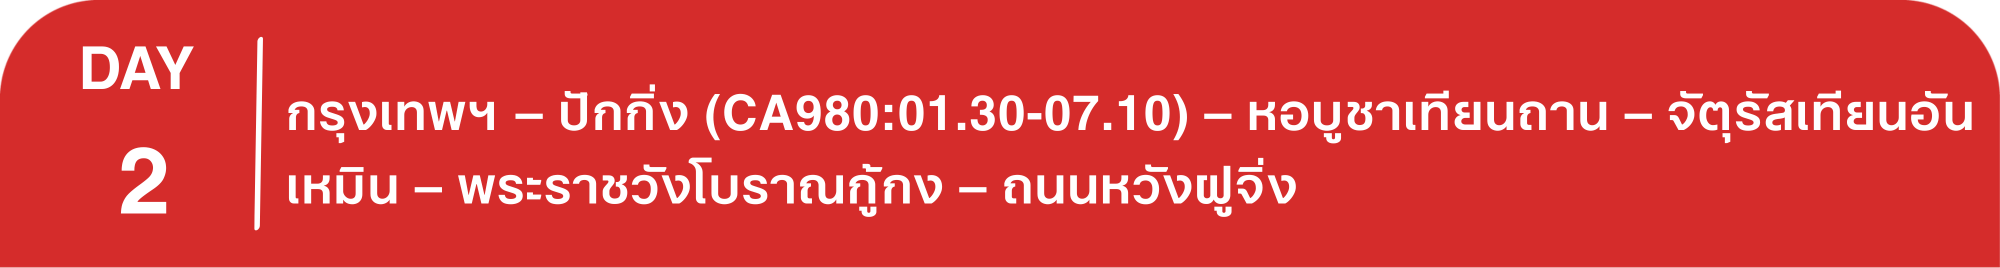 DAY
2
กรุงเทพฯ – ปักกิ่ง (CA980:01.30-07.10) – หอบูชาเทียนถาน – จัตุรัสเทียนอัน
เหมิน – พระราชวังโบราณกู้กง – ถนนหวังฝูจิ่ง